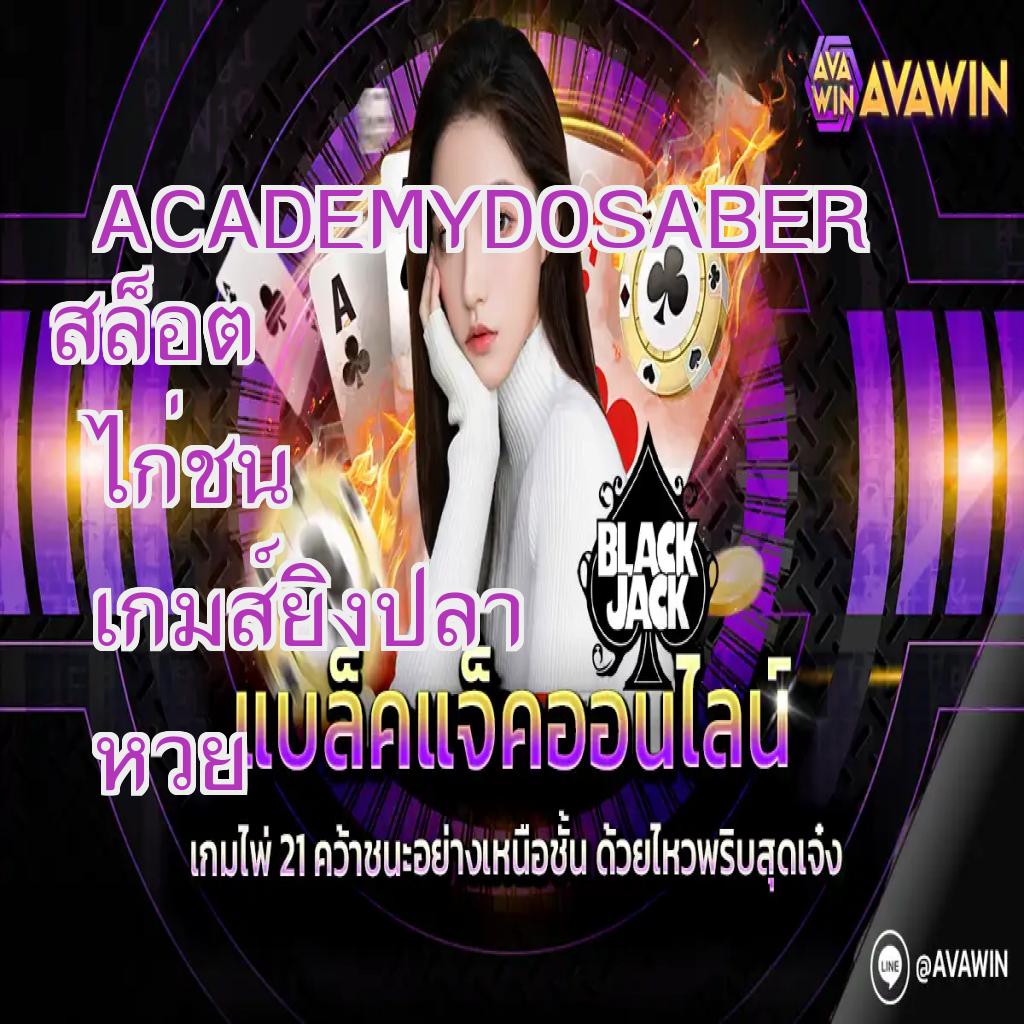 AVA
WIN
AVAWIN
ACADEMYDOSABER
สล็อต
ไก่ชน
เกมส์ยิงปลา
หวย
A
BLACK
JACK
แบล็คแจ็คออนไลน์
เกมไพ่ 21 คว้าชนะอย่างเหนือชั้น ด้วยไหวพริบสุดเจ๋ง
LINE
@AVAWIN